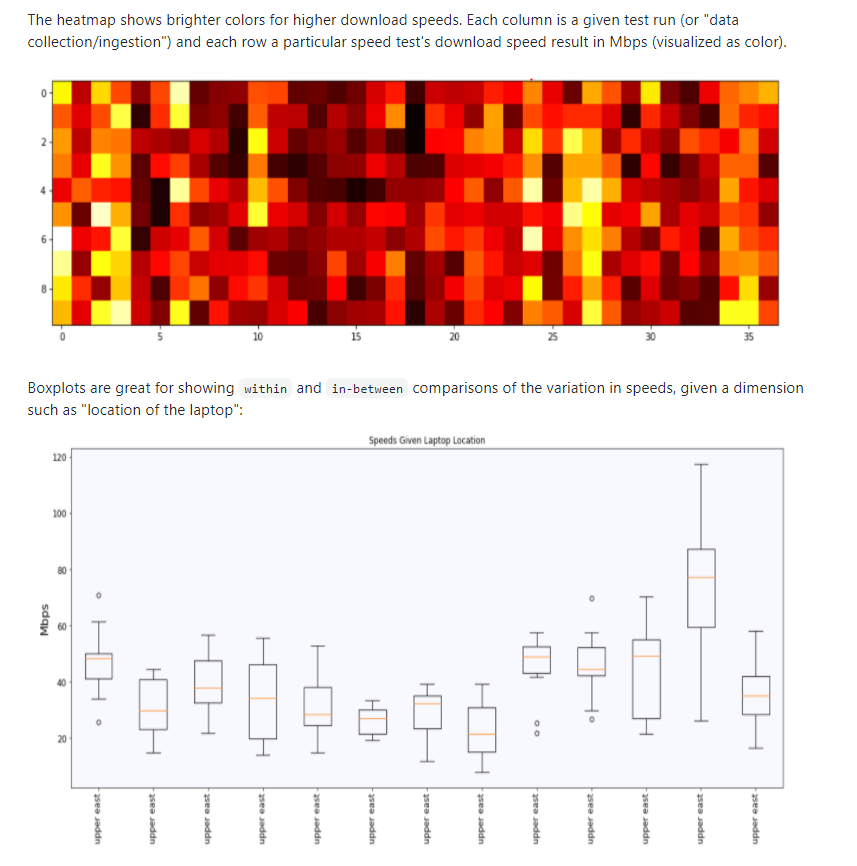 The heatmap shows brighter colors for higher download speeds. Each column is a given test run (or "data
collection/ingestion") and each row a particular speed test's download speed result in Mbps (visualized as color).
0
2
4
6
8
0 5 10 15 20 25 30 35
Boxplots are great for showing within and in-between comparisons of the variation in speeds, given a dimension
such as "location of the laptop":
Speeds Given Laptop Location
120
100
80
60
40
20
Mbps
upper east
upper east
upper east
upper east
upper east
upper east
upper east
upper east
upper east
upper east
upper east
upper east
upper east